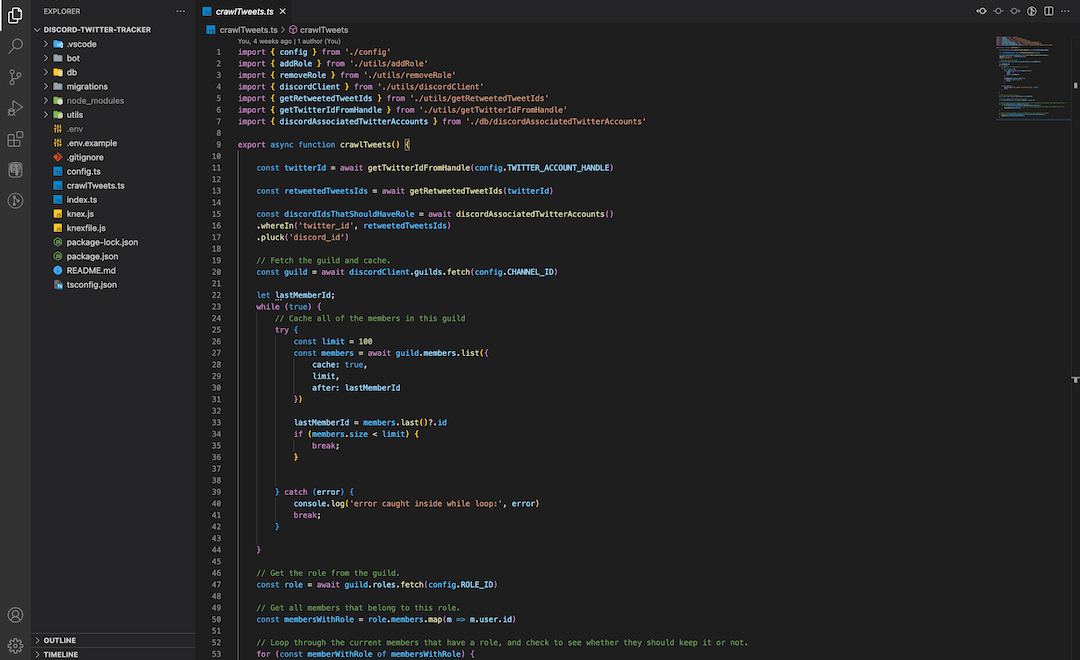 EXPLORER
DISCORD-TWITTER-TRACKER
.vscode
bot
db
migrations
node_modules
utils
.env
.env.example
.gitignore
config.ts
crawlTweets.ts
index.ts
knex.js
knexfile.js
package-lock.json
package.json
README.md
tsconfig.json
OUTLINE
TIMELINE
crawlTweets.ts
crawlTweets.ts > crawlTweets
You, 4 weeks ago | 1 author (You)
1 import { config } from './config'
2 import { addRole } from './utils/addRole'
3 import { removeRole } from './utils/removeRole'
4 import { discordClient } from './utils/discordClient'
5 import { getRetweetedTweetIds } from './utils/getRetweetedTweetIds'
6 import { getTwitterIdFromHandle } from './utils/getTwitterIdFromHandle'
7 import { discordAssociatedTwitterAccounts } from './db/discordAssociatedTwitterAccounts'
8
9 export async function crawlTweets() {
10
11 const twitterId = await getTwitterIdFromHandle(config.TWITTER_ACCOUNT_HANDLE)
12
13 const retweetedTweetsIds = await getRetweetedTweetIds(twitterId)
14
15 const discordIdsThatShouldHaveRole = await discordAssociatedTwitterAccounts()
16 .whereIn('twitter_id', retweetedTweetsIds)
17 .pluck('discord_id')
18
19 // Fetch the guild and cache.
20 const guild = await discordClient.guilds.fetch(config.CHANNEL_ID)
21
22 let lastMemberId;
23 while (true) {
24 // Cache all of the members in this guild
25 try {
26 const limit = 100
27 const members = await guild.members.list({
28 cache: true,
29 limit,
30 after: lastMemberId
31 })
32
33 lastMemberId = members.last()?.id
34 if (members.size < limit) {
35 break;
36 }
37
38
39 } catch (error) {
40 console.log('error caught inside while loop:', error)
41 break;
42 }
43
44 }
45
46 // Get the role from the guild.
47 const role = await guild.roles.fetch(config.ROLE_ID)
48
49 // Get all members that belong to this role.
50 const membersWithRole = role.members.map(m => m.user.id)
51
52 // Loop through the current members that have a role, and check to see whether they should keep it or not.
53 for (const memberWithRole of membersWithRole) {